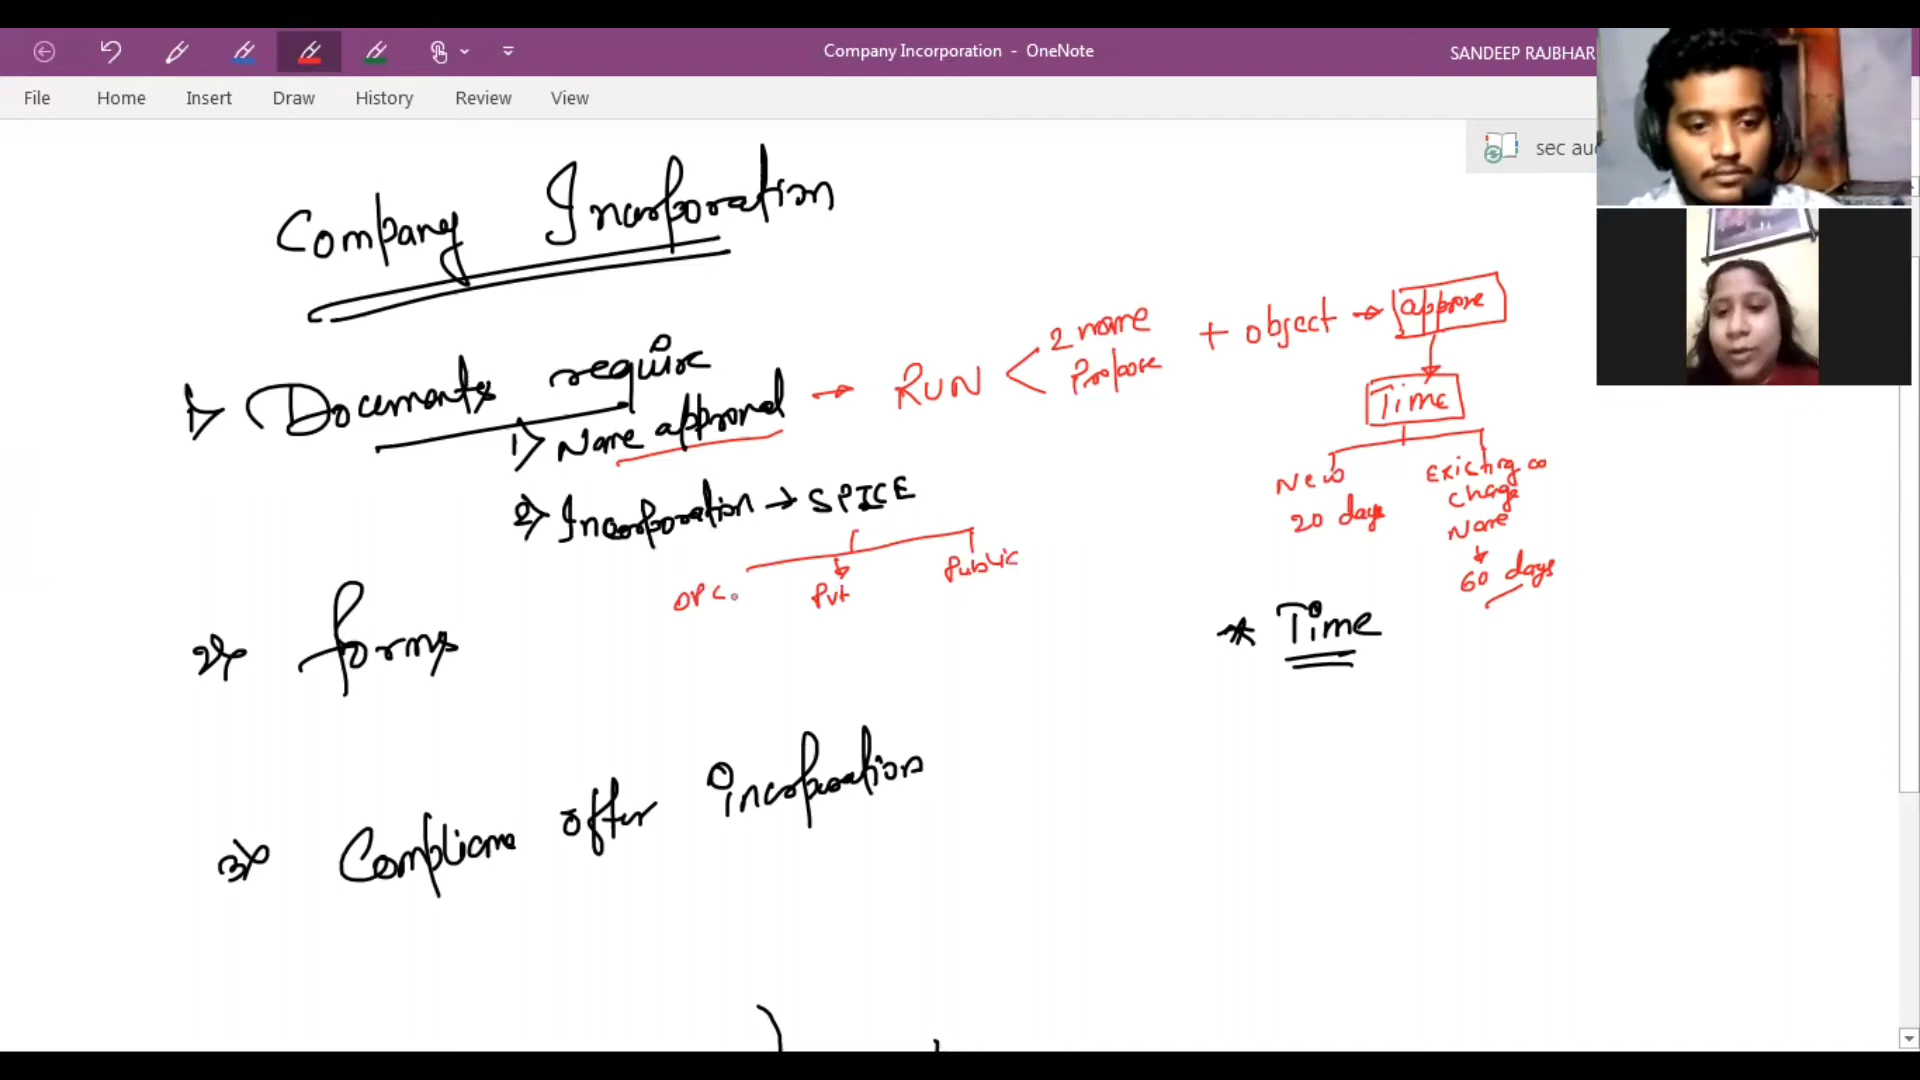 Company Incorporation - OneNote
SANDEEP RAJBHAR
File Home Insert Draw History Review View
sec au
Company Incorporation
1) Documents require
1) Name approval → RUN < 2 name Propose + object → approve
Time
New 20 days
Existing co Change Name 60 days
2) Incorporation → SPICE
OPC. Pvt Public
* Time
2) forms
3) Compliance after incorporation